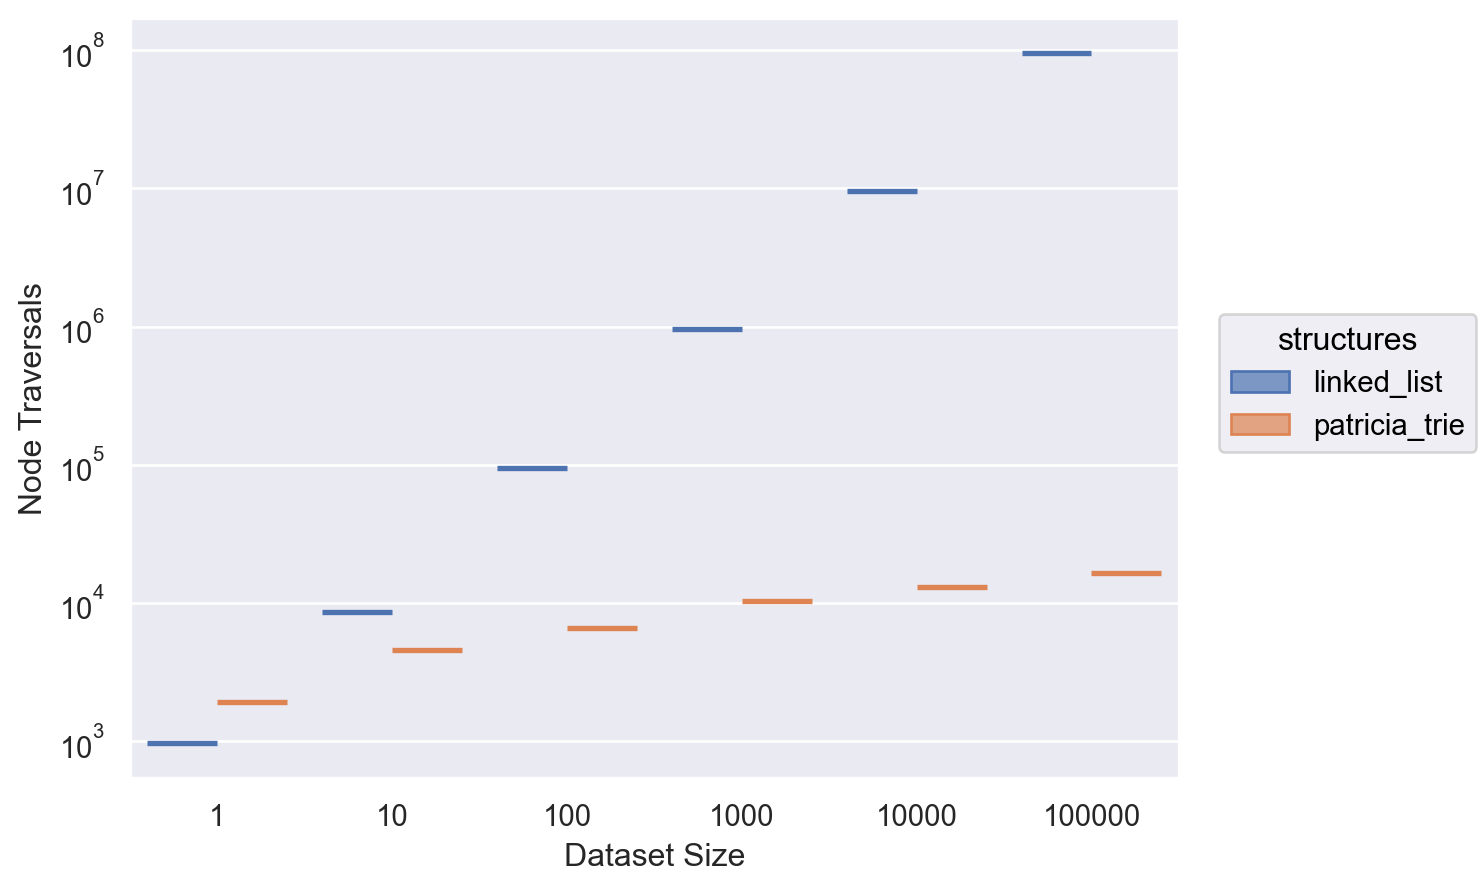 10^8
10^7
10^6
10^5
10^4
10^3
Node Traversals
1 10 100 1000 10000 100000
Dataset Size
structures
linked_list
patricia_trie